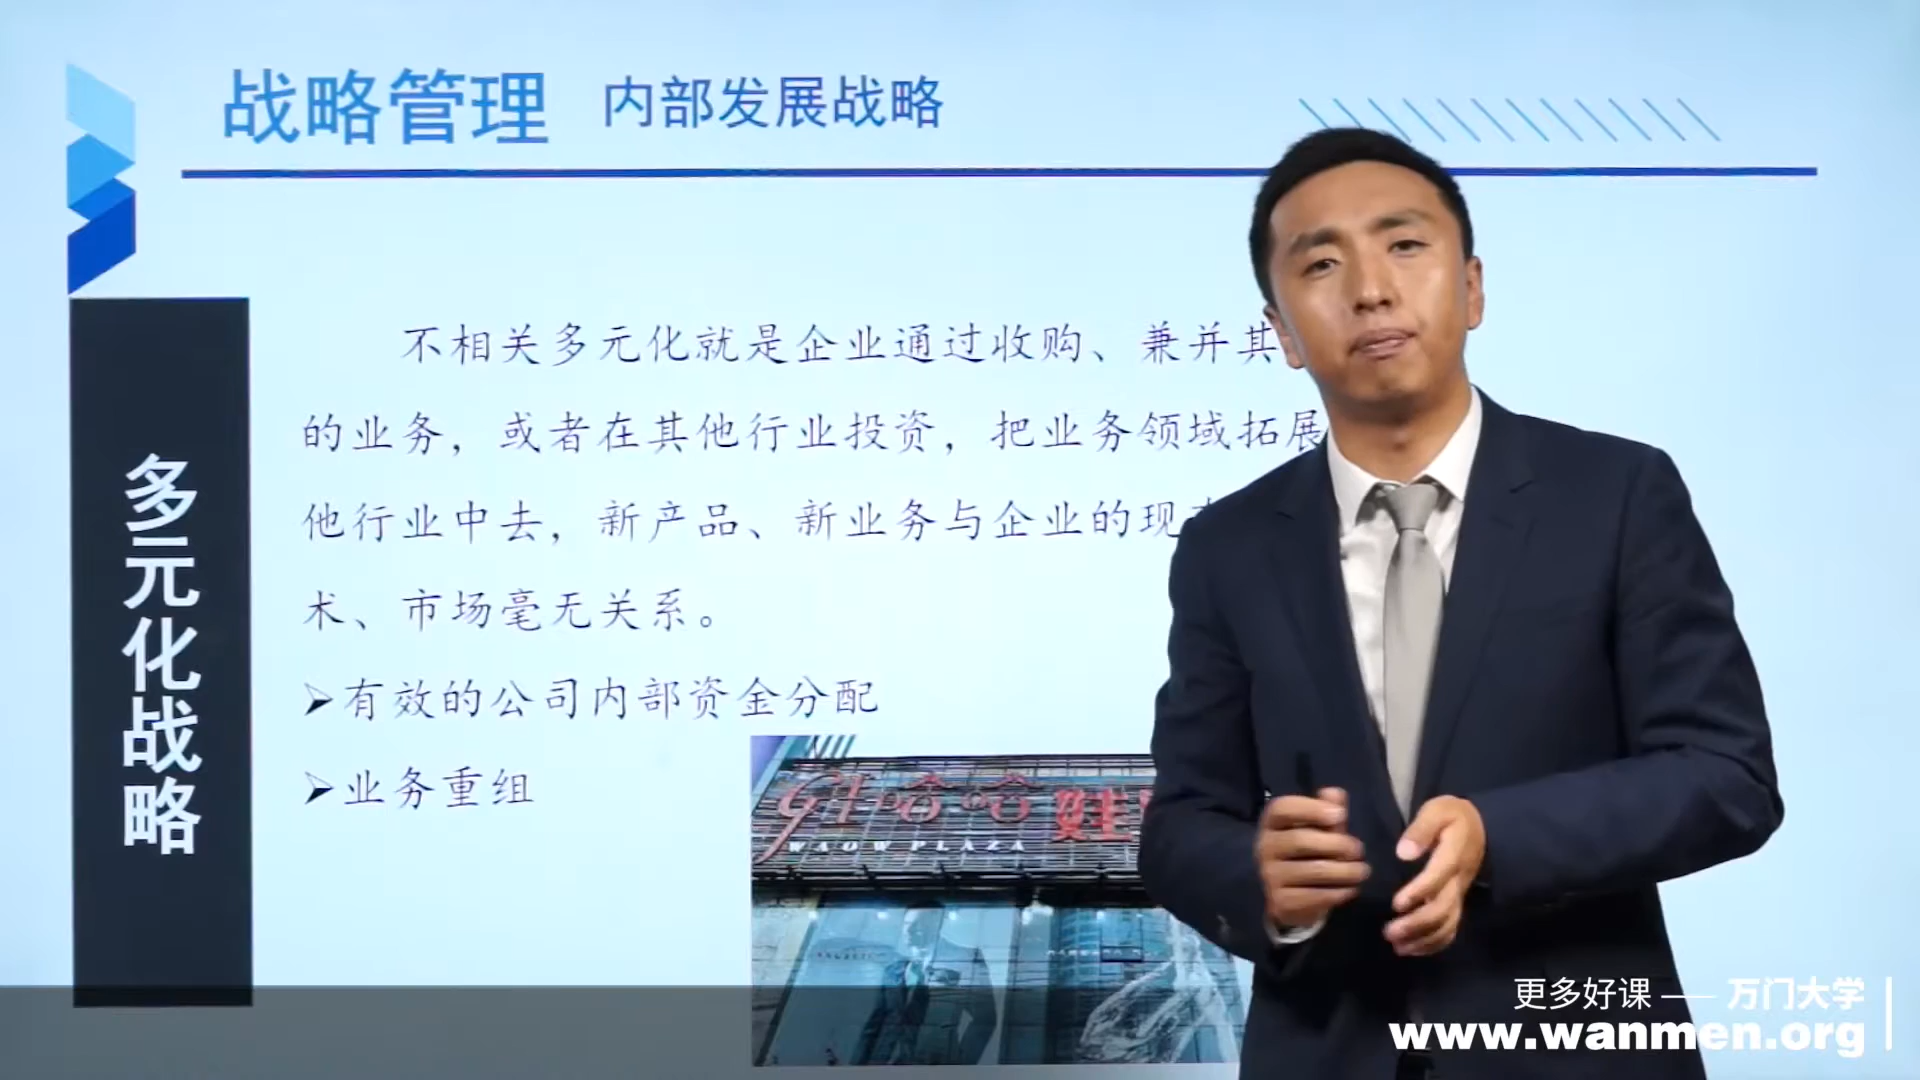 战略管理 内部发展战略
多元化战略
不相关多元化就是企业通过收购、兼并其
的业务，或者在其他行业投资，把业务领域拓展
他行业中去，新产品、新业务与企业的现
术、市场毫无关系。
➢有效的公司内部资金分配
➢业务重组
娃
WAOW PLAZA
更多好课 —— 万门大学
www.wanmen.org